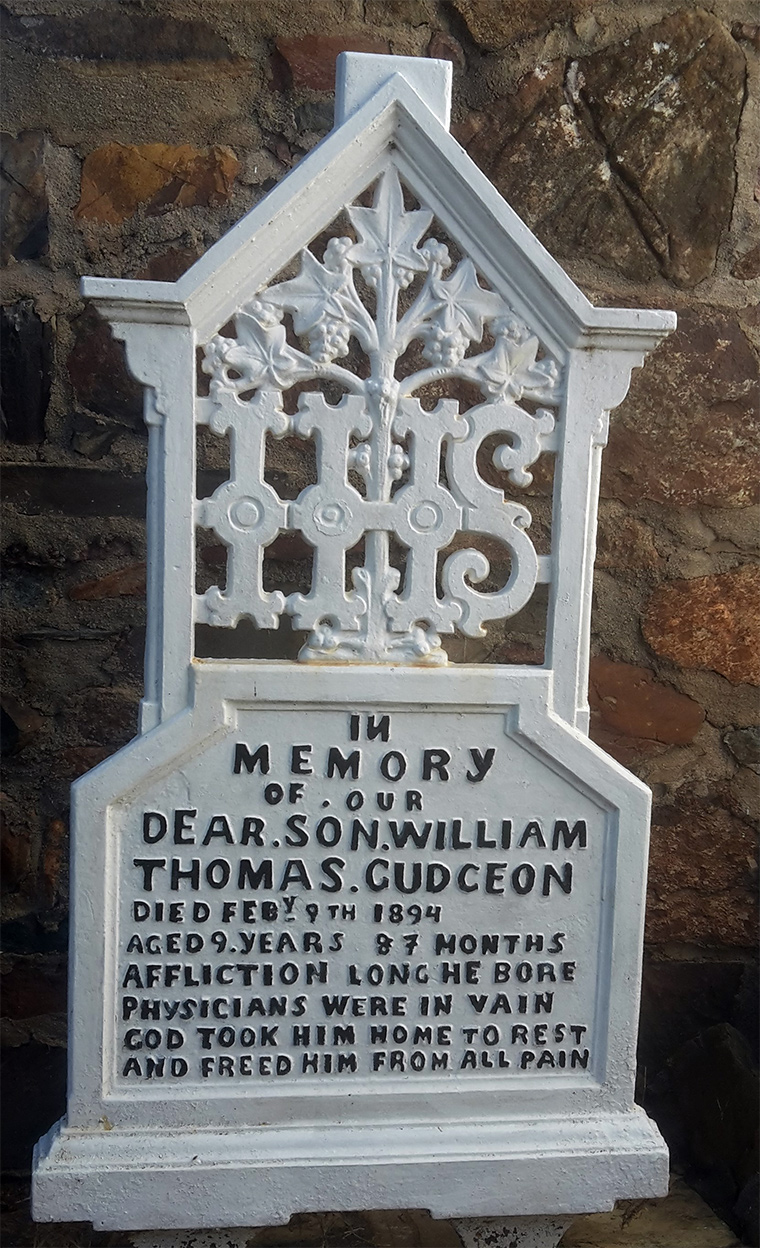 IHS
IN
MEMORY
OF . OUR
DEAR.SON.WILLIAM
THOMAS.GUDGEON
DIED FEBY 9TH 1894
AGED 9.YEARS & 7 MONTHS
AFFLICTION LONG HE BORE
PHYSICIANS WERE IN VAIN
GOD TOOK HIM HOME TO REST
AND FREED HIM FROM ALL PAIN